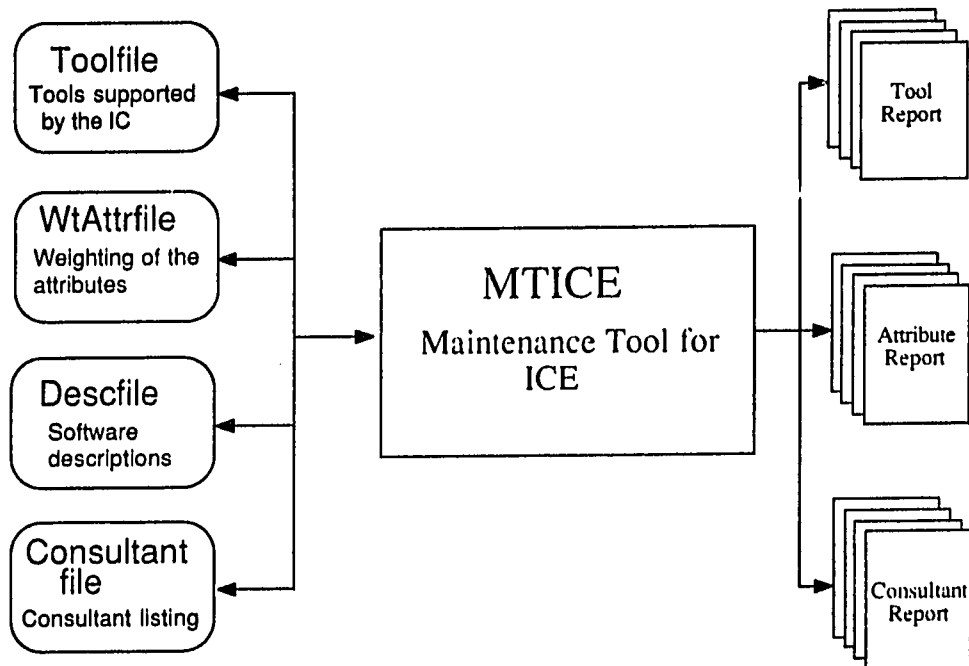 Toolfile
Tools supported
by the IC
WtAttrfile
Weighting of the
attributes
Descfile
Software
descriptions
Consultant
file
Consultant listing
MTICE
Maintenance Tool for
ICE
Tool
Report
Attribute
Report
Consultant
Report